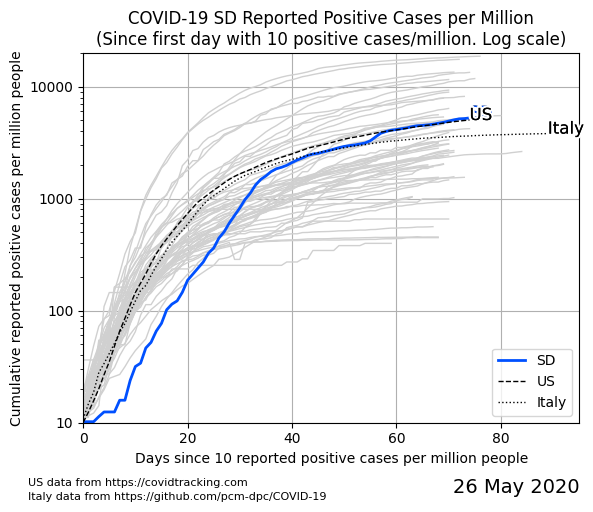 COVID-19 SD Reported Positive Cases per Million
(Since first day with 10 positive cases/million. Log scale)
Cumulative reported positive cases per million people
10000
1000
100
10
US
Italy
SD
US
Italy
0
20
40
60
80
Days since 10 reported positive cases per million people
US data from https://covidtracking.com
Italy data from https://github.com/pcm-dpc/COVID-19
26 May 2020